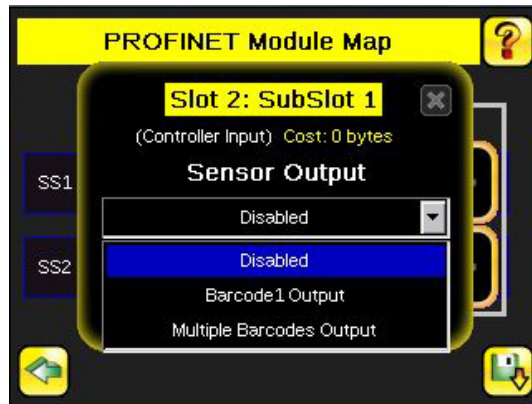 PROFINET Module Map
?
Slot 2: SubSlot 1
(Controller Input) Cost: 0 bytes
Sensor Output
SS1
Disabled
SS2
Disabled
Barcode1 Output
Multiple Barcodes Output